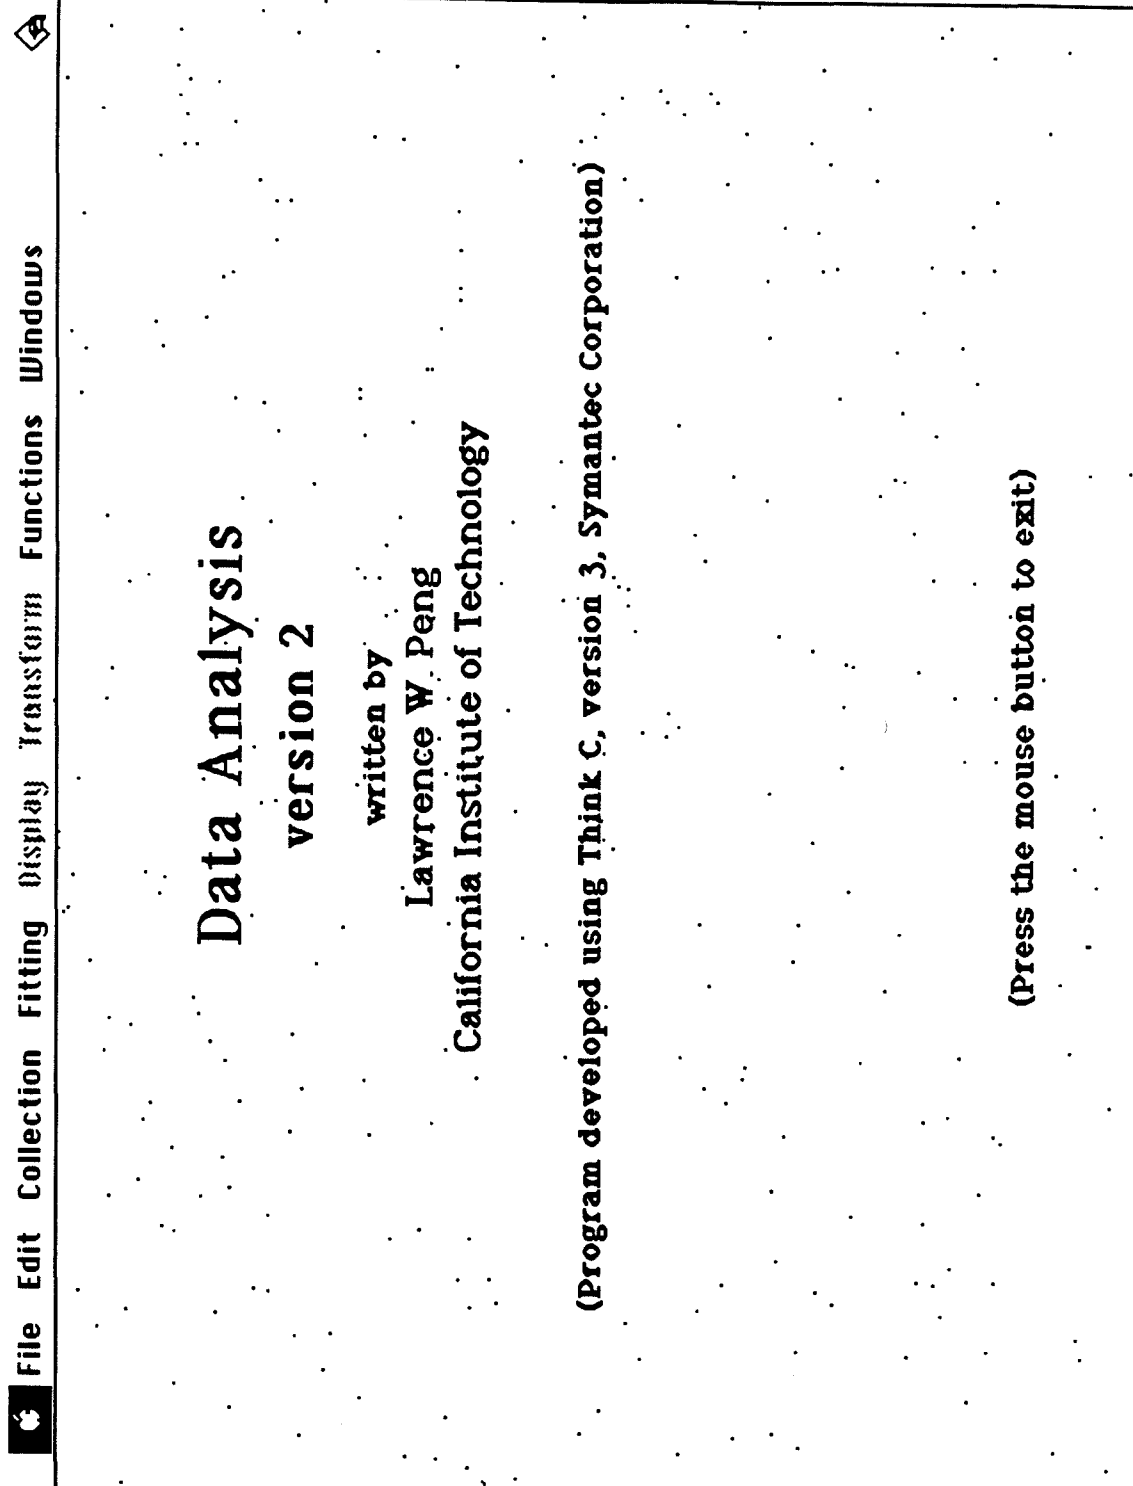 File Edit Collection Fitting Display Transform Functions Windows
Data Analysis
version 2
written by
Lawrence W. Peng
California Institute of Technology
(Program developed using Think C, version 3, Symantec Corporation)
(Press the mouse button to exit)